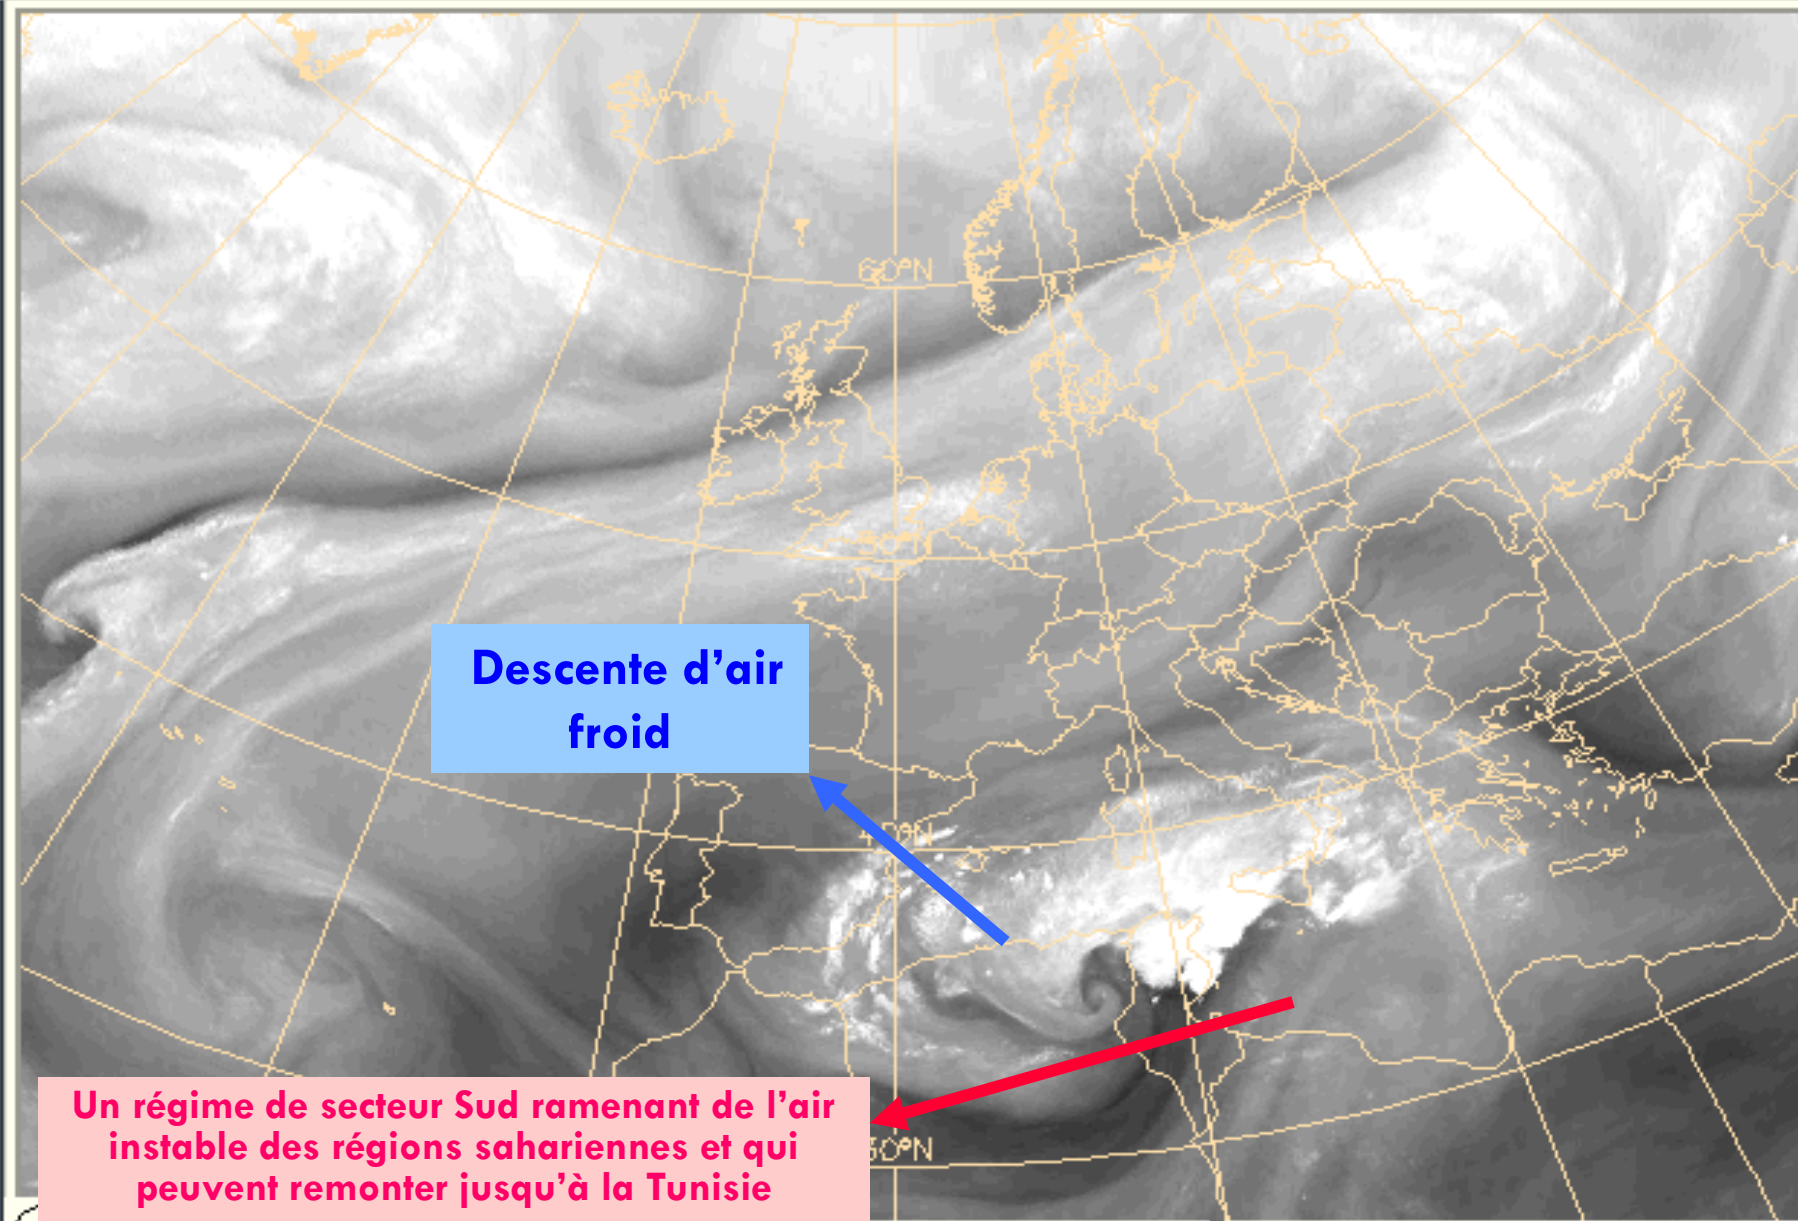 60°N
50°N
Descente d’air
froid
40°N
Un régime de secteur Sud ramenant de l’air
instable des régions sahariennes et qui
peuvent remonter jusqu’à la Tunisie
30°N